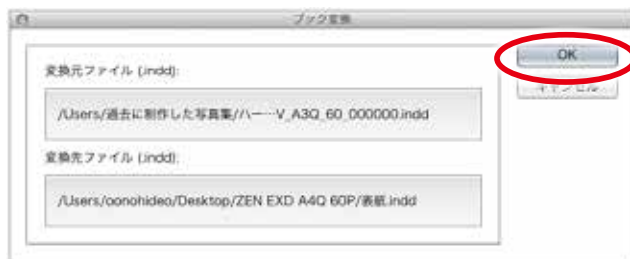 ブック変換
OK
変換元ファイル (.indd):
キャンセル
/Users/過去に制作した写真集/ハー…V_A3Q_60_000000.indd
変換先ファイル (.indd):
/Users/oonohideo/Desktop/ZEN EXD A4Q 60P/表紙.indd